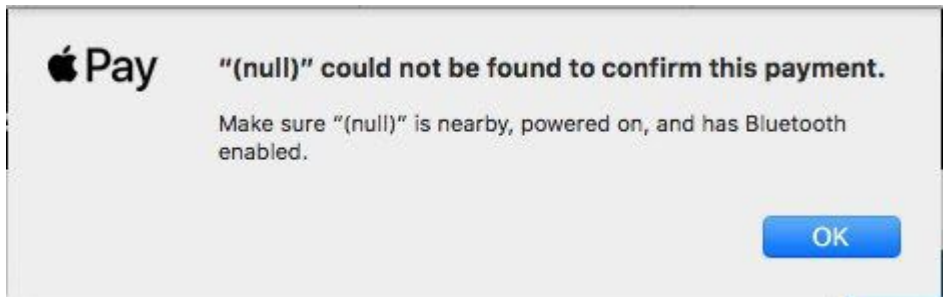 Pay
"(null)" could not be found to confirm this payment.
Make sure "(null)" is nearby, powered on, and has Bluetooth
enabled.
OK